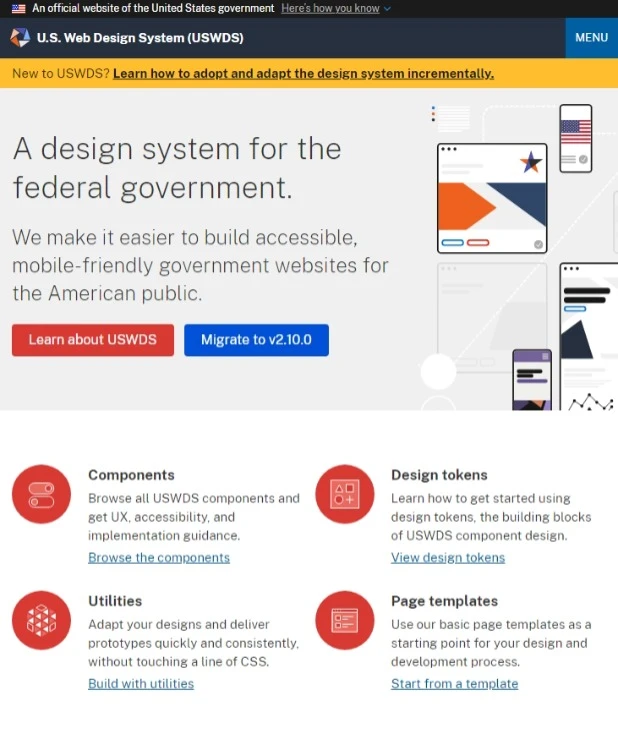 An official website of the United States government Here's how you know
U.S. Web Design System (USWDS)
MENU
New to USWDS? Learn how to adopt and adapt the design system incrementally.
A design system for the
federal government.
We make it easier to build accessible,
mobile-friendly government websites for
the American public.
Learn about USWDS
Migrate to v2.10.0
Components
Browse all USWDS components and
get UX, accessibility, and
implementation guidance.
Browse the components
Design tokens
Learn how to get started using
design tokens, the building blocks
of USWDS component design.
View design tokens
Utilities
Adapt your designs and deliver
prototypes quickly and consistently,
without touching a line of CSS.
Build with utilities
Page templates
Use our basic page templates as a
starting point for your design and
development process.
Start from a template